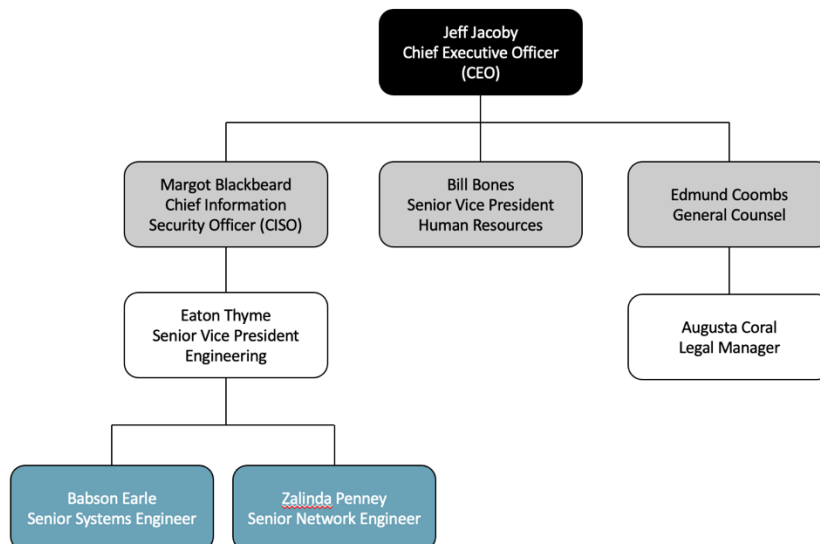 Jeff Jacoby
Chief Executive Officer
(CEO)
Margot Blackbeard
Chief Information
Security Officer (CISO)
Bill Bones
Senior Vice President
Human Resources
Edmund Coombs
General Counsel
Eaton Thyme
Senior Vice President
Engineering
Augusta Coral
Legal Manager
Babson Earle
Senior Systems Engineer
Zalinda Penney
Senior Network Engineer